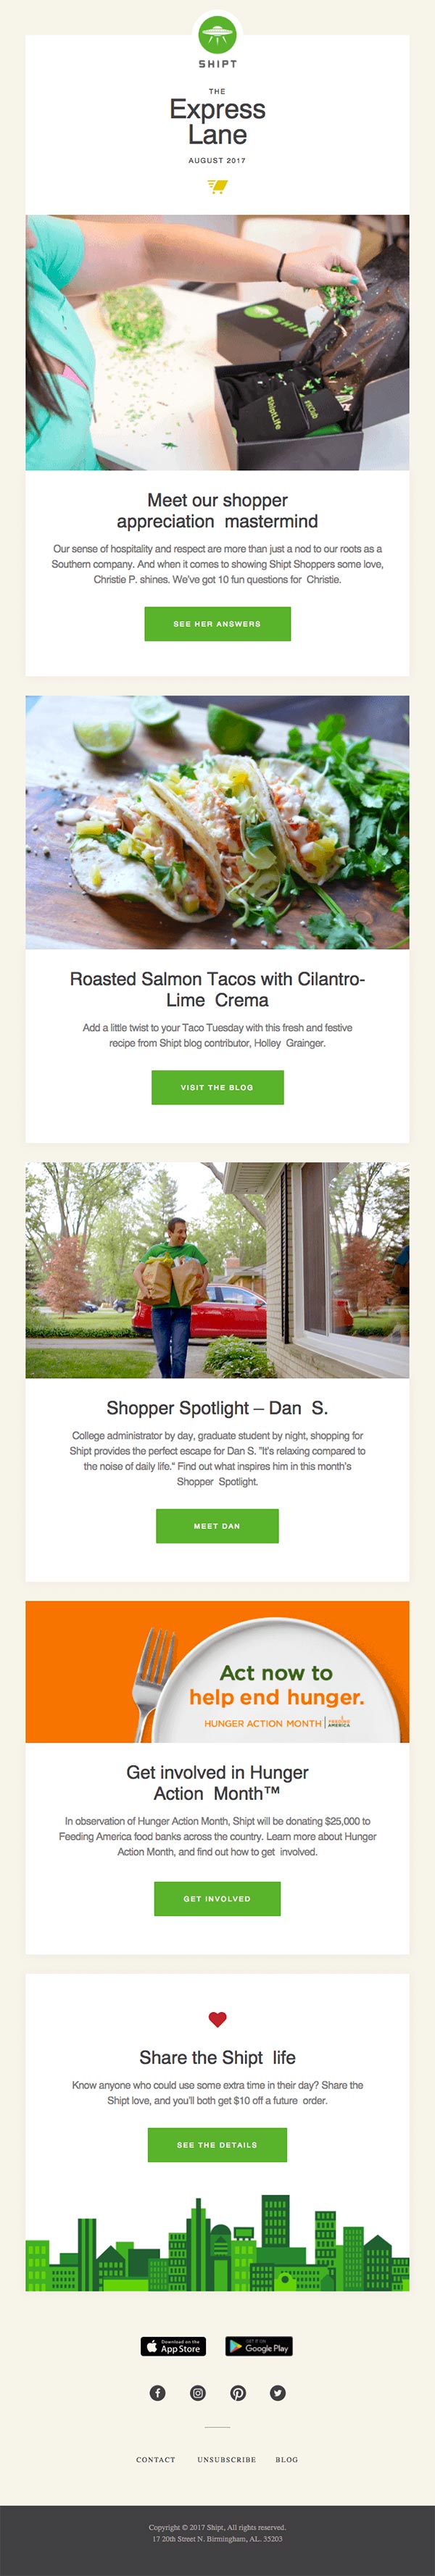 SHIPT
THE
Express
Lane
AUGUST 2017
SHIPT
#ShiptLife
Meet our shopper
appreciation mastermind
Our sense of hospitality and respect are more than just a nod to our roots as a
Southern company. And when it comes to showing Shipt Shoppers some love,
Christie P. shines. We've got 10 fun questions for Christie.
SEE HER ANSWERS
Roasted Salmon Tacos with Cilantro-
Lime Crema
Add a little twist to your Taco Tuesday with this fresh and festive
recipe from Shipt blog contributor, Holley Grainger.
VISIT THE BLOG
Shopper Spotlight – Dan S.
College administrator by day, graduate student by night, shopping for
Shipt provides the perfect escape for Dan S. "It's relaxing compared to
the noise of daily life." Find out what inspires him in this month's
Shopper Spotlight.
MEET DAN
Act now to
help end hunger.
HUNGER ACTION MONTH FEEDING AMERICA
Get involved in Hunger
Action Month™
In observation of Hunger Action Month, Shipt will be donating $25,000 to
Feeding America food banks across the country. Learn more about Hunger
Action Month, and find out how to get involved.
GET INVOLVED
Share the Shipt life
Know anyone who could use some extra time in their day? Share the
Shipt love, and you'll both get $10 off a future order.
SEE THE DETAILS
Download on the
App Store
GET IT ON
Google Play
CONTACT UNSUBSCRIBE BLOG
Copyright © 2017 Shipt, All rights reserved.
17 20th Street N. Birmingham, AL. 35203